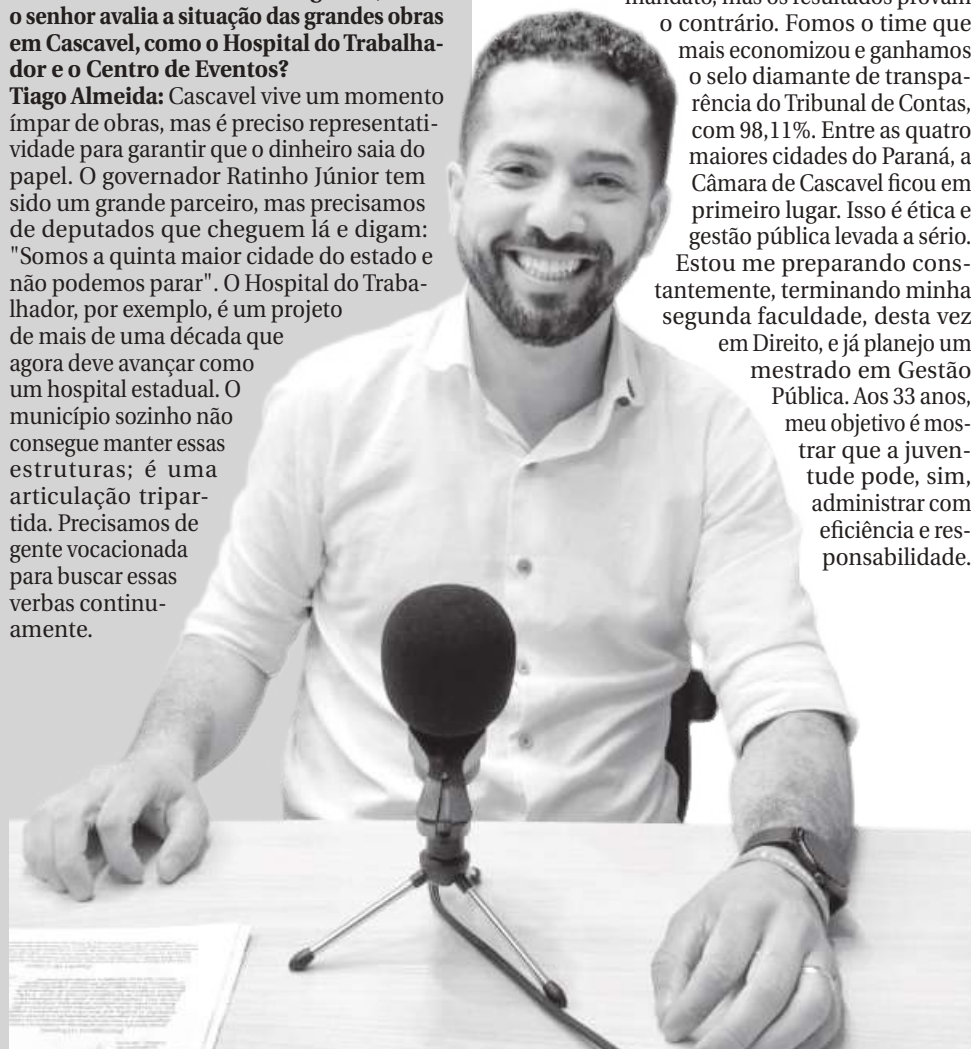 o senhor avalia a situação das grandes obras
em Cascavel, como o Hospital do Trabalha-
dor e o Centro de Eventos?
Tiago Almeida: Cascavel vive um momento
ímpar de obras, mas é preciso representati-
vidade para garantir que o dinheiro saia do
papel. O governador Ratinho Júnior tem
sido um grande parceiro, mas precisamos
de deputados que cheguem lá e digam:
"Somos a quinta maior cidade do estado e
não podemos parar". O Hospital do Traba-
lhador, por exemplo, é um projeto
de mais de uma década que
agora deve avançar como
um hospital estadual. O
município sozinho não
consegue manter essas
estruturas; é uma
articulação tripar-
tida. Precisamos de
gente vocacionada
para buscar essas
verbas continu-
amente.
mandato, mas os resultados provam
o contrário. Fomos o time que
mais economizou e ganhamos
o selo diamante de transpa-
rência do Tribunal de Contas,
com 98,11%. Entre as quatro
maiores cidades do Paraná, a
Câmara de Cascavel ficou em
primeiro lugar. Isso é ética e
gestão pública levada a sério.
Estou me preparando cons-
tantemente, terminando minha
segunda faculdade, desta vez
em Direito, e já planejo um
mestrado em Gestão
Pública. Aos 33 anos,
meu objetivo é mos-
trar que a juven-
tude pode, sim,
administrar com
eficiência e res-
ponsabilidade.